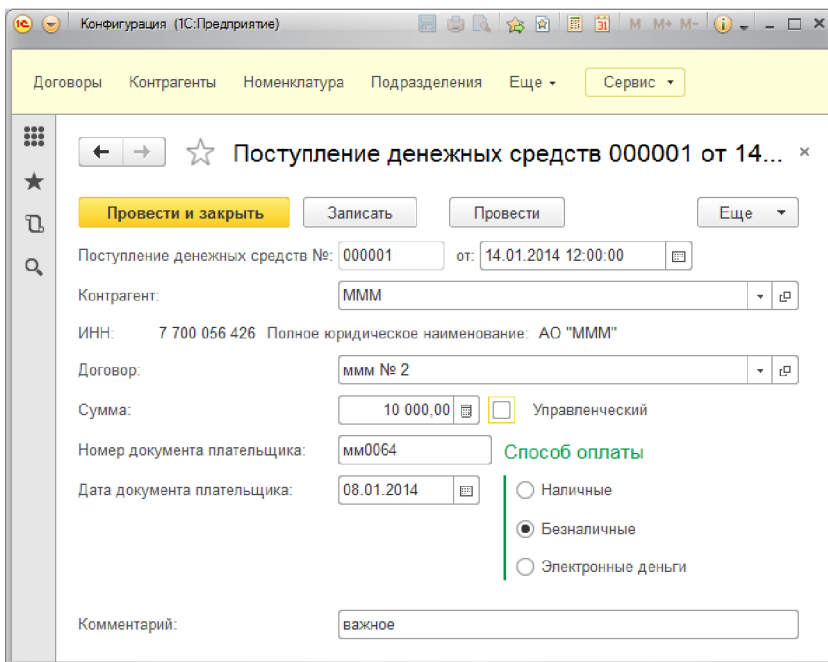 1С Конфигурация (1С:Предприятие) 31 M M+ M-
Договоры Контрагенты Номенклатура Подразделения Еще Сервис
Поступление денежных средств 000001 от 14...
Провести и закрыть Записать Провести Еще
Поступление денежных средств №: 000001 от: 14.01.2014 12:00:00
Контрагент: МММ
ИНН: 7 700 056 426 Полное юридическое наименование: АО "МММ"
Договор: ммм № 2
Сумма: 10 000,00 Управленческий
Номер документа плательщика: мм0064 Способ оплаты
Дата документа плательщика: 08.01.2014 Наличные
Безналичные
Электронные деньги
Комментарий: важное